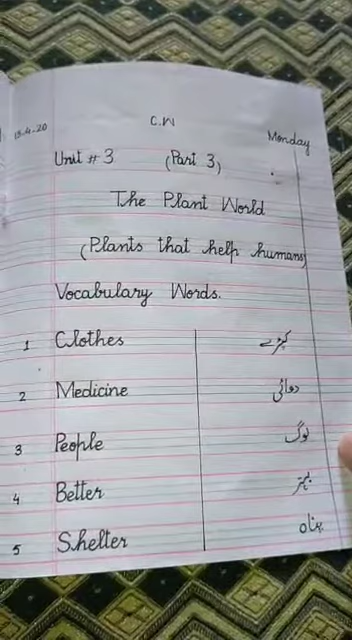 C.W
13-4-20 Monday
Unit # 3 (Part 3)
The Plant World
(Plants that help humans)
Vocabulary Words.
1 Clothes کپڑے
2 Medicine دوائی
3 People لوگ
4 Better بہتر
5 Shelter پناہ